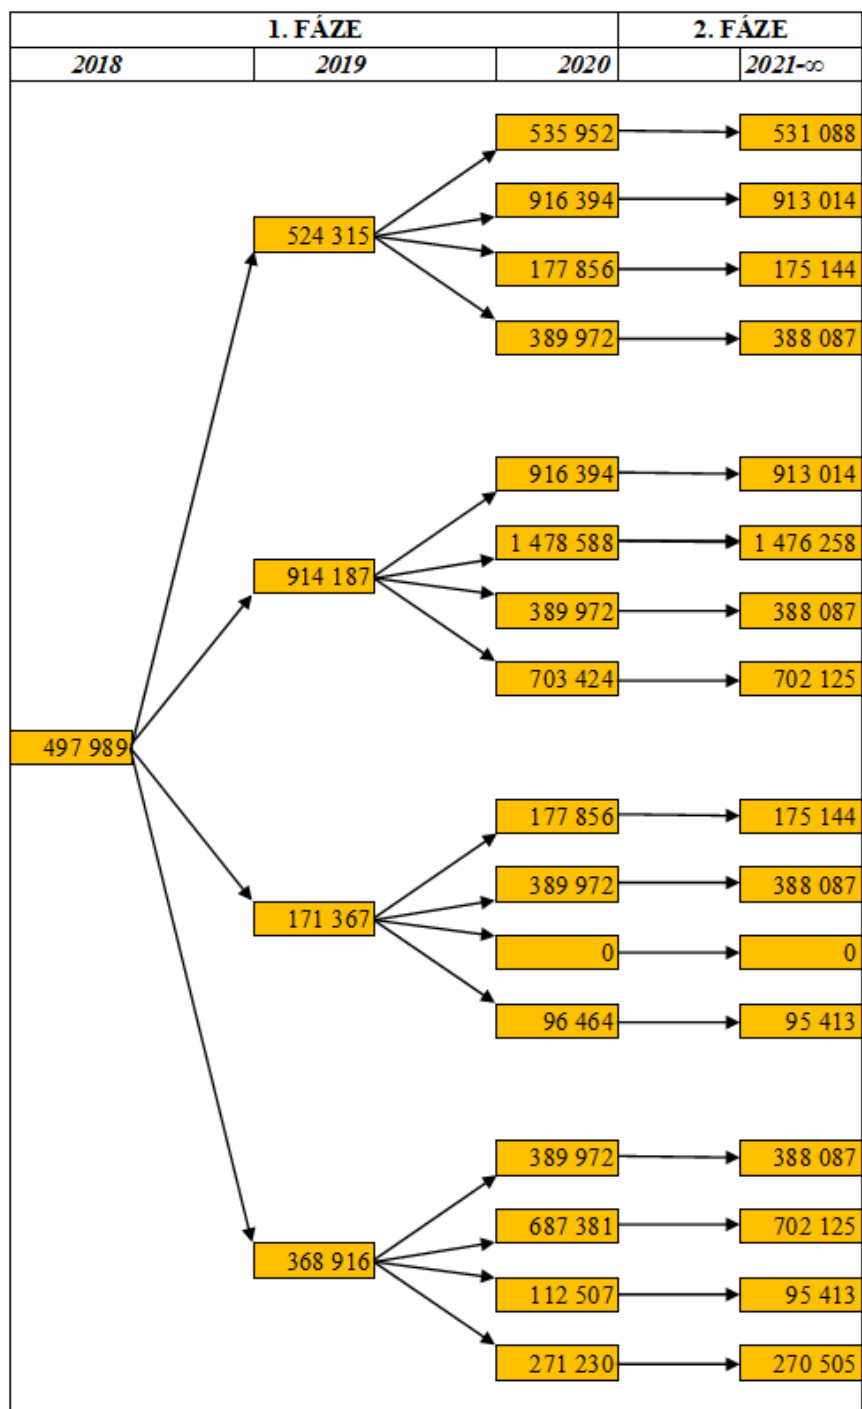 1. FÁZE 2. FÁZE
2018 2019 2020 2021-∞
535 952 531 088
916 394 913 014
524 315
177 856 175 144
389 972 388 087
916 394 913 014
1 478 588 1 476 258
914 187
389 972 388 087
703 424 702 125
497 989
177 856 175 144
389 972 388 087
171 367
0 0
96 464 95 413
389 972 388 087
687 381 702 125
368 916
112 507 95 413
271 230 270 505